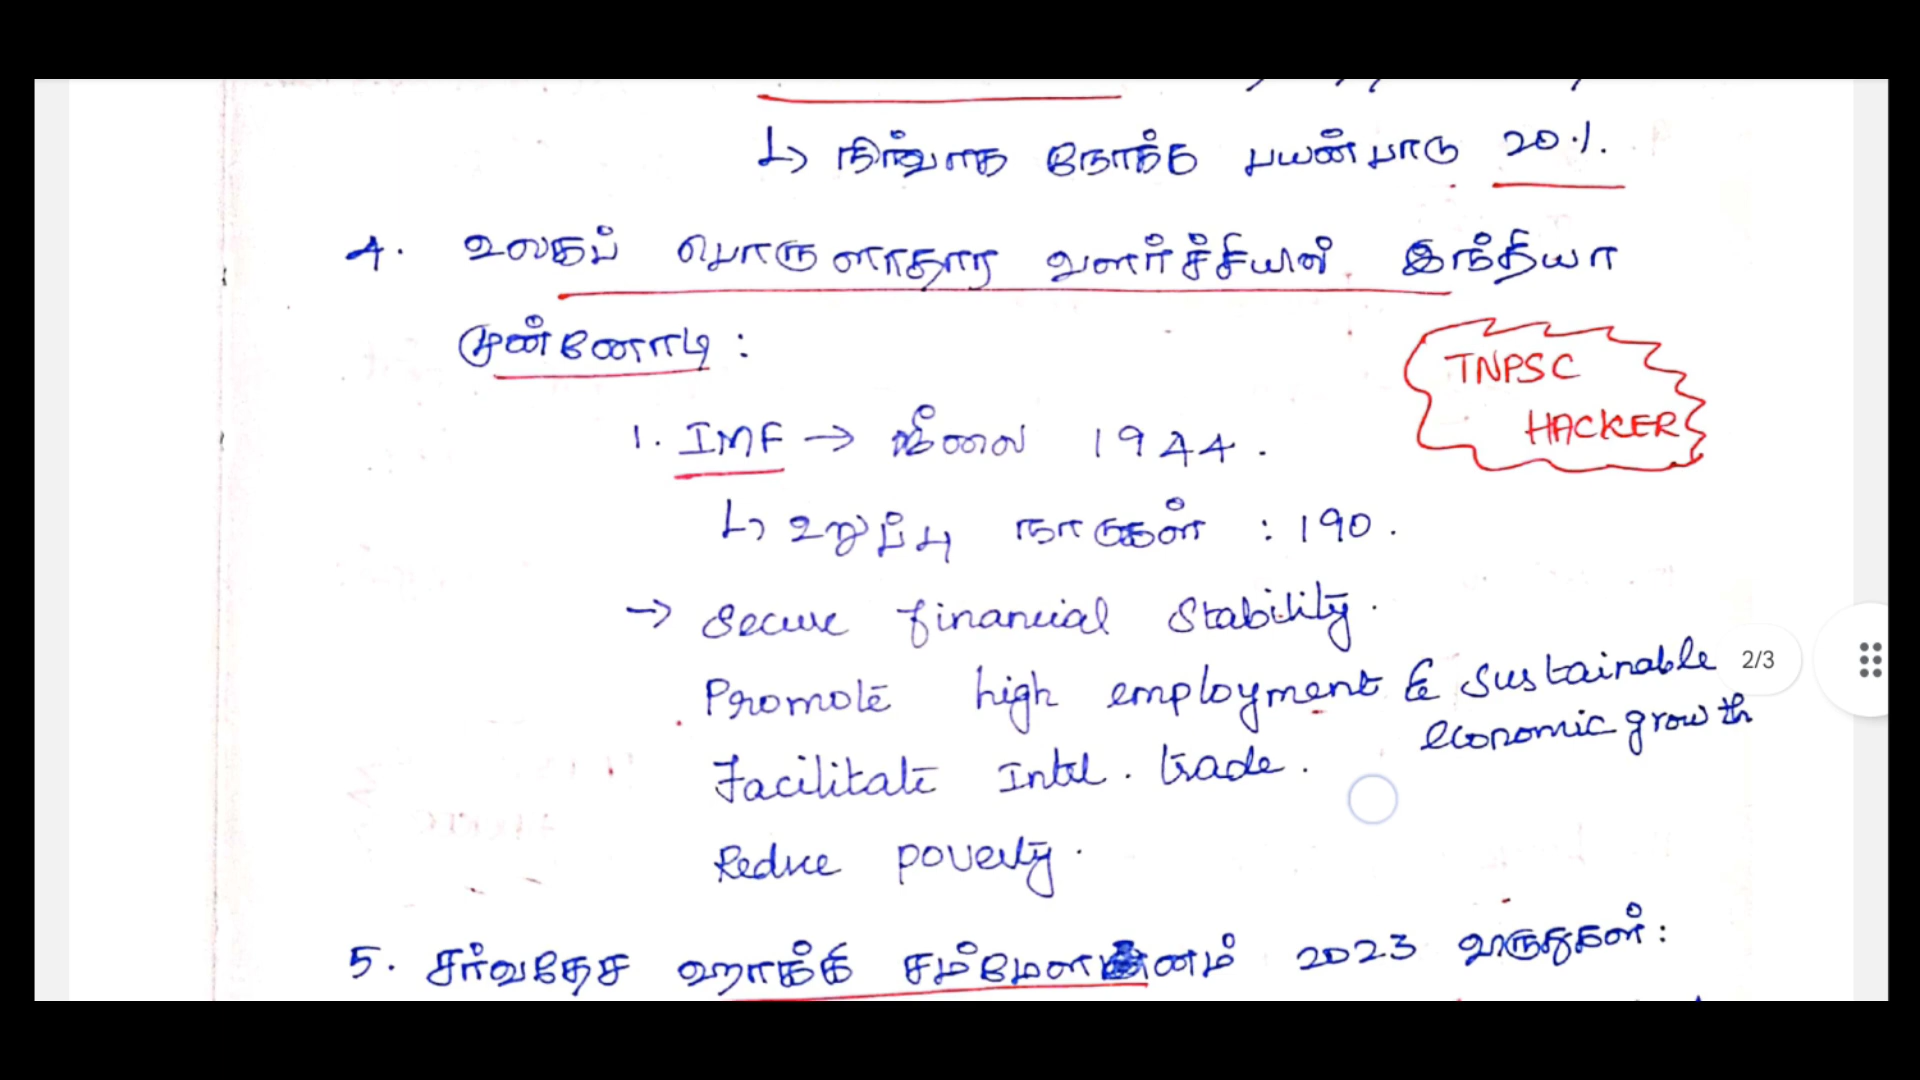 ↳ நிர்வாக நோக்கு பயன்பாடு 20%.
4. உலகப் பொருளாதார வளர்ச்சியில் இந்தியா
முன்னோடி :
TNPSC
HACKER
1. IMF → நிலை 1944.
↳ உறுப்பு நாடுகள் : 190.
→ Secure financial Stability.
Promote high employment & Sustainable
economic growth
2/3
Facilitate Intl. trade.
Reduce poverty.
5. சர்வதேச ஹாக்கி சம்மேளனம் 2023 விருதுகள் :